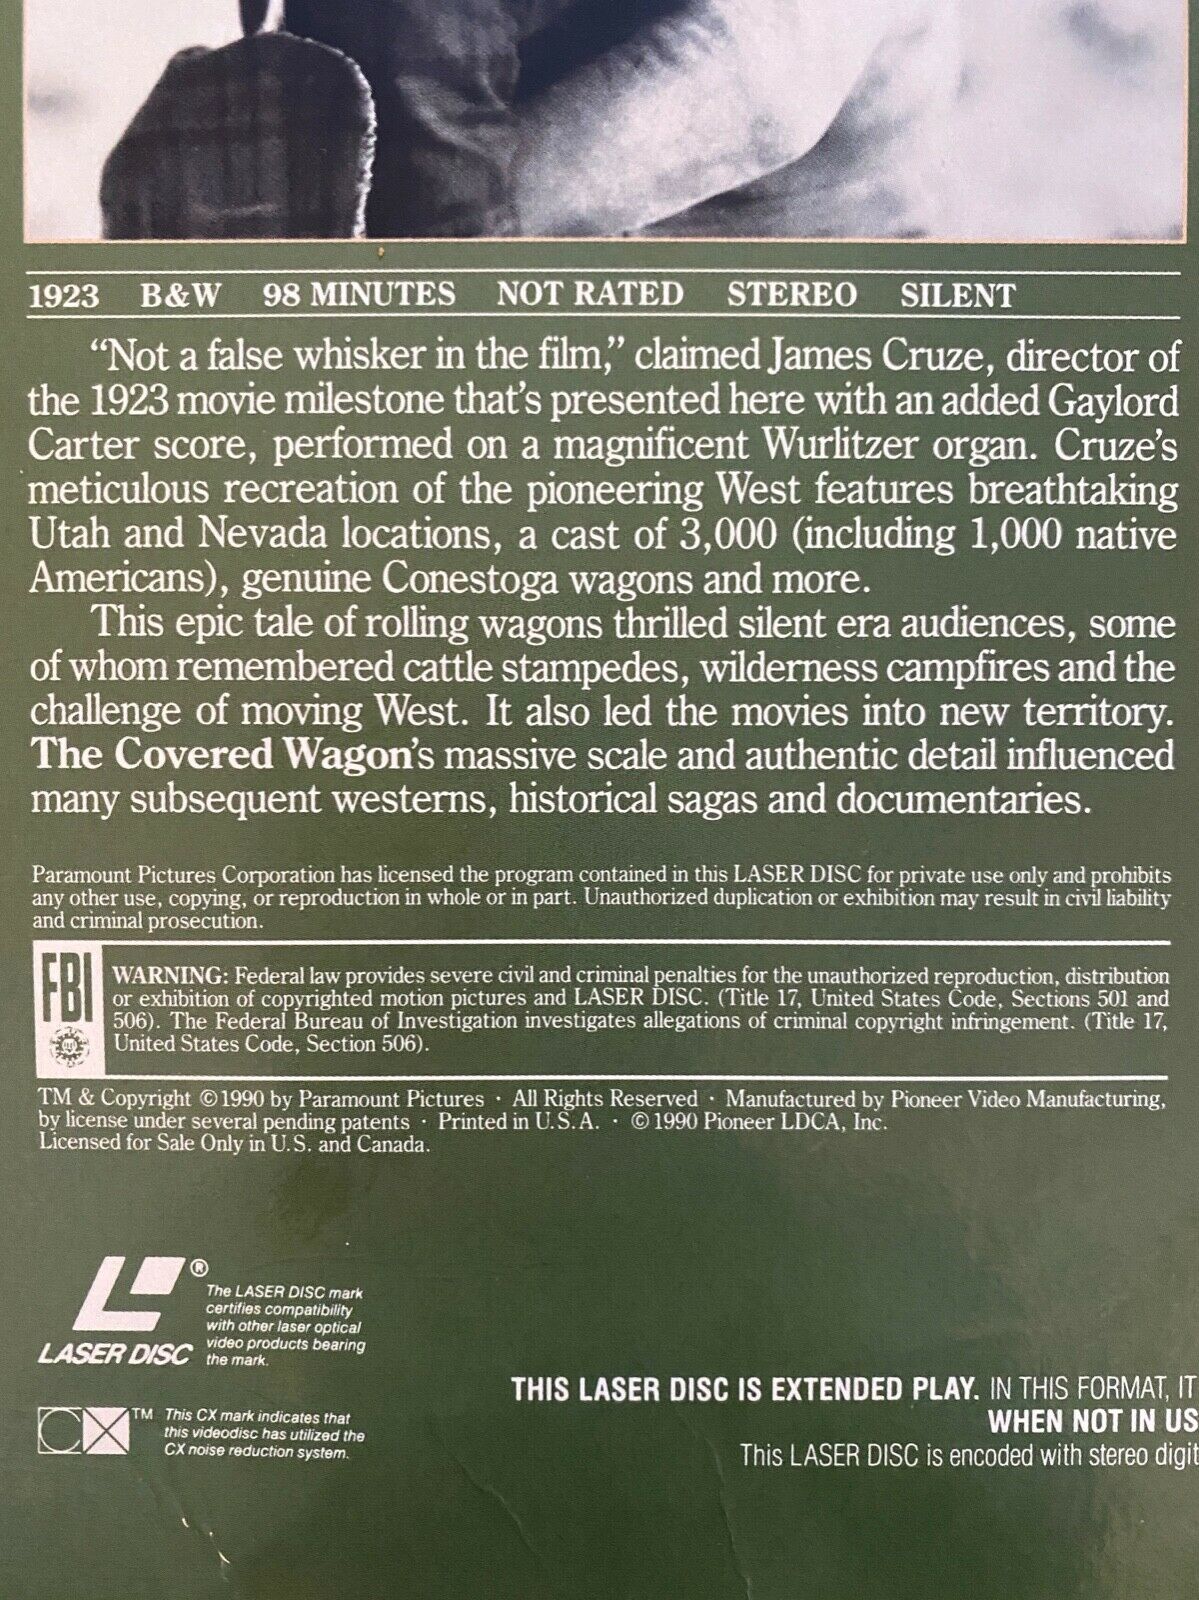 1923 B&W 98 MINUTES NOT RATED STEREO SILENT
“Not a false whisker in the film,” claimed James Cruze, director of
the 1923 movie milestone that’s presented here with an added Gaylord
Carter score, performed on a magnificent Wurlitzer organ. Cruze’s
meticulous recreation of the pioneering West features breathtaking
Utah and Nevada locations, a cast of 3,000 (including 1,000 native
Americans), genuine Conestoga wagons and more.
This epic tale of rolling wagons thrilled silent era audiences, some
of whom remembered cattle stampedes, wilderness campfires and the
challenge of moving West. It also led the movies into new territory.
The Covered Wagon’s massive scale and authentic detail influenced
many subsequent westerns, historical sagas and documentaries.
Paramount Pictures Corporation has licensed the program contained in this LASER DISC for private use only and prohibits
any other use, copying, or reproduction in whole or in part. Unauthorized duplication or exhibition may result in civil liability
and criminal prosecution.
FBI
WARNING: Federal law provides severe civil and criminal penalties for the unauthorized reproduction, distribution
or exhibition of copyrighted motion pictures and LASER DISC. (Title 17, United States Code, Sections 501 and
506). The Federal Bureau of Investigation investigates allegations of criminal copyright infringement. (Title 17,
United States Code, Section 506).
TM & Copyright ©1990 by Paramount Pictures · All Rights Reserved · Manufactured by Pioneer Video Manufacturing,
by license under several pending patents · Printed in U.S.A. · ©1990 Pioneer LDCA, Inc.
Licensed for Sale Only in U.S. and Canada.
®
LASER DISC
The LASER DISC mark
certifies compatibility
with other laser optical
video products bearing
the mark.
CX™
This CX mark indicates that
this videodisc has utilized the
CX noise reduction system.
THIS LASER DISC IS EXTENDED PLAY. IN THIS FORMAT, IT
WHEN NOT IN US
This LASER DISC is encoded with stereo digit